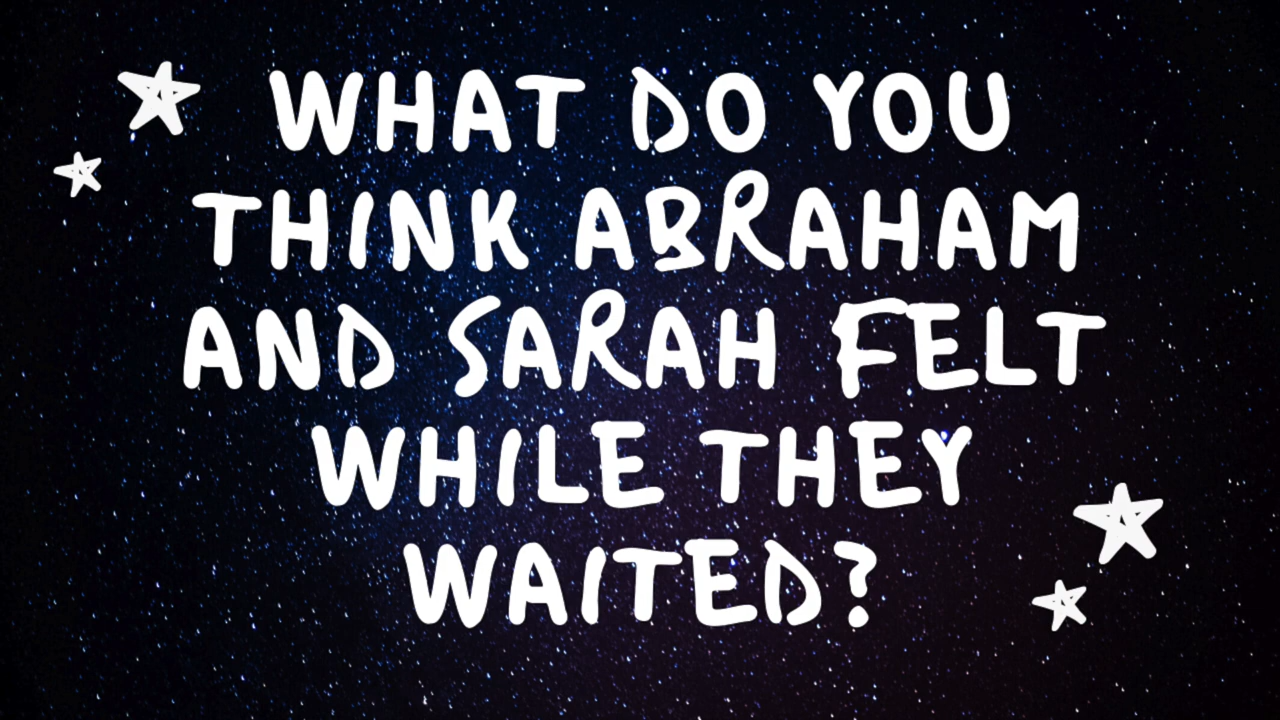 WHAT DO YOU
THINK ABRAHAM
AND SARAH FELT
WHILE THEY
WAITED?